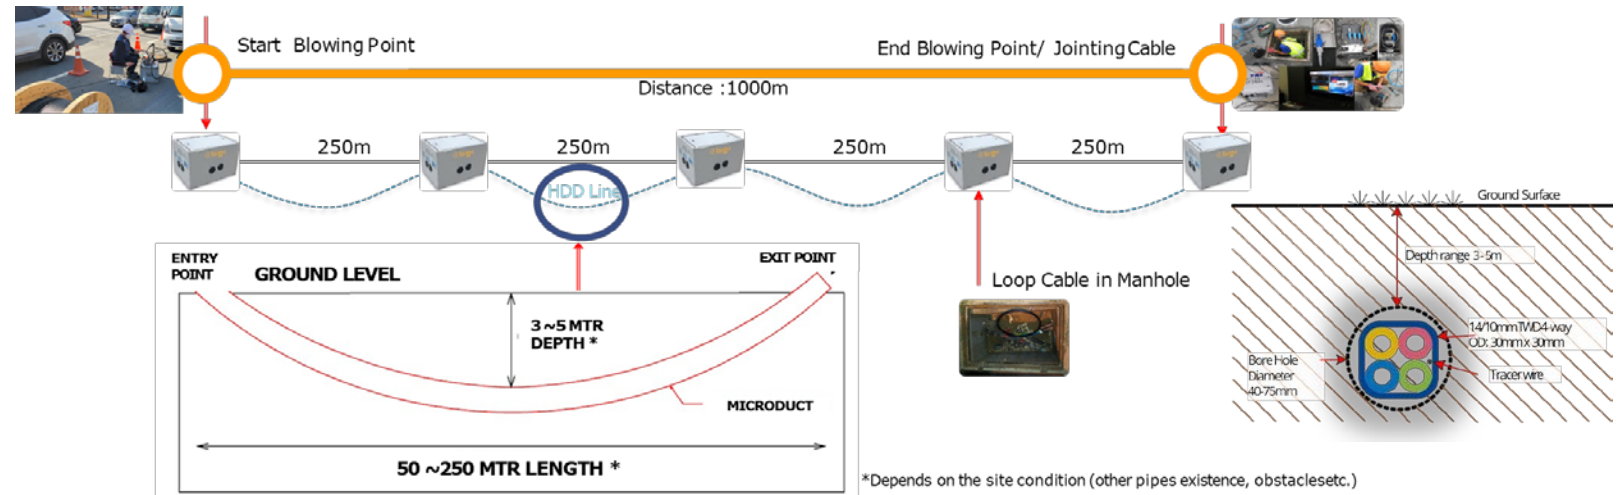 Start Blowing Point
End Blowing Point/ Jointing Cable
Distance :1000m
250m
250m
250m
250m
HDD Line
ENTRY
POINT
GROUND LEVEL
EXIT POINT
3~5 MTR
DEPTH *
MICRODUCT
50 ~250 MTR LENGTH *
Loop Cable in Manhole
*Depends on the site condition (other pipes existence, obstaclesetc.)
Ground Surface
Depth range 3-5m
14/10mm TWD 4-way
OD: 30mm x 30mm
Tracer wire
Bore Hole
Diameter
40-75mm